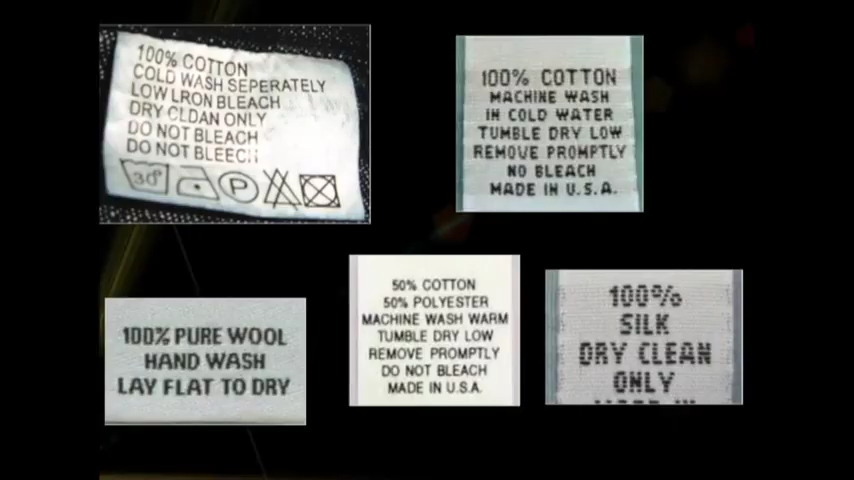 100% COTTON
COLD WASH SEPERATELY
LOW LRON BLEACH
DRY CLDAN ONLY
DO NOT BLEACH
DO NOT BLEECH
30°
P
100% COTTON
MACHINE WASH
IN COLD WATER
TUMBLE DRY LOW
REMOVE PROMPTLY
NO BLEACH
MADE IN U.S.A.
100% PURE WOOL
HAND WASH
LAY FLAT TO DRY
50% COTTON
50% POLYESTER
MACHINE WASH WARM
TUMBLE DRY LOW
REMOVE PROMPTLY
DO NOT BLEACH
MADE IN U.S.A.
100%
SILK
DRY CLEAN
ONLY